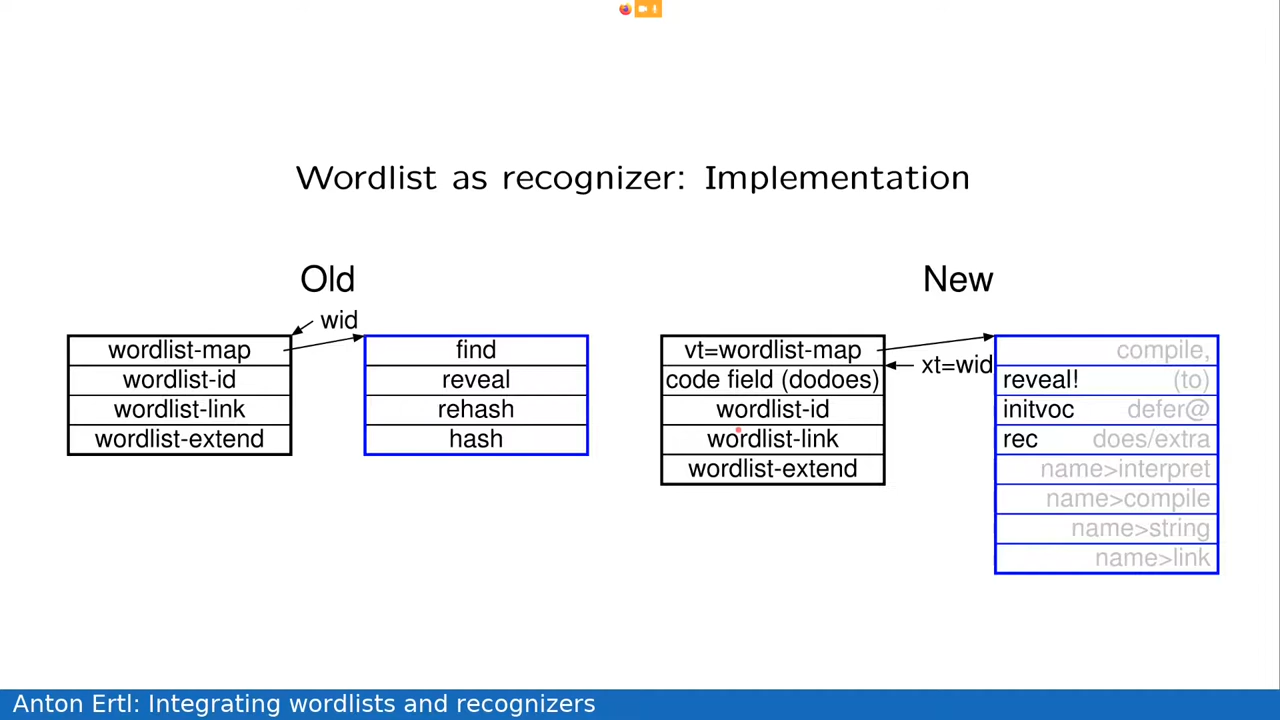 Wordlist as recognizer: Implementation
Old
wid
wordlist-map
wordlist-id
wordlist-link
wordlist-extend
find
reveal
rehash
hash
New
vt=wordlist-map
xt=wid
code field (dodoes)
wordlist-id
wordlist-link
wordlist-extend
compile,
reveal! (to)
initvoc defer@
rec does/extra
name>interpret
name>compile
name>string
name>link
Anton Ertl: Integrating wordlists and recognizers